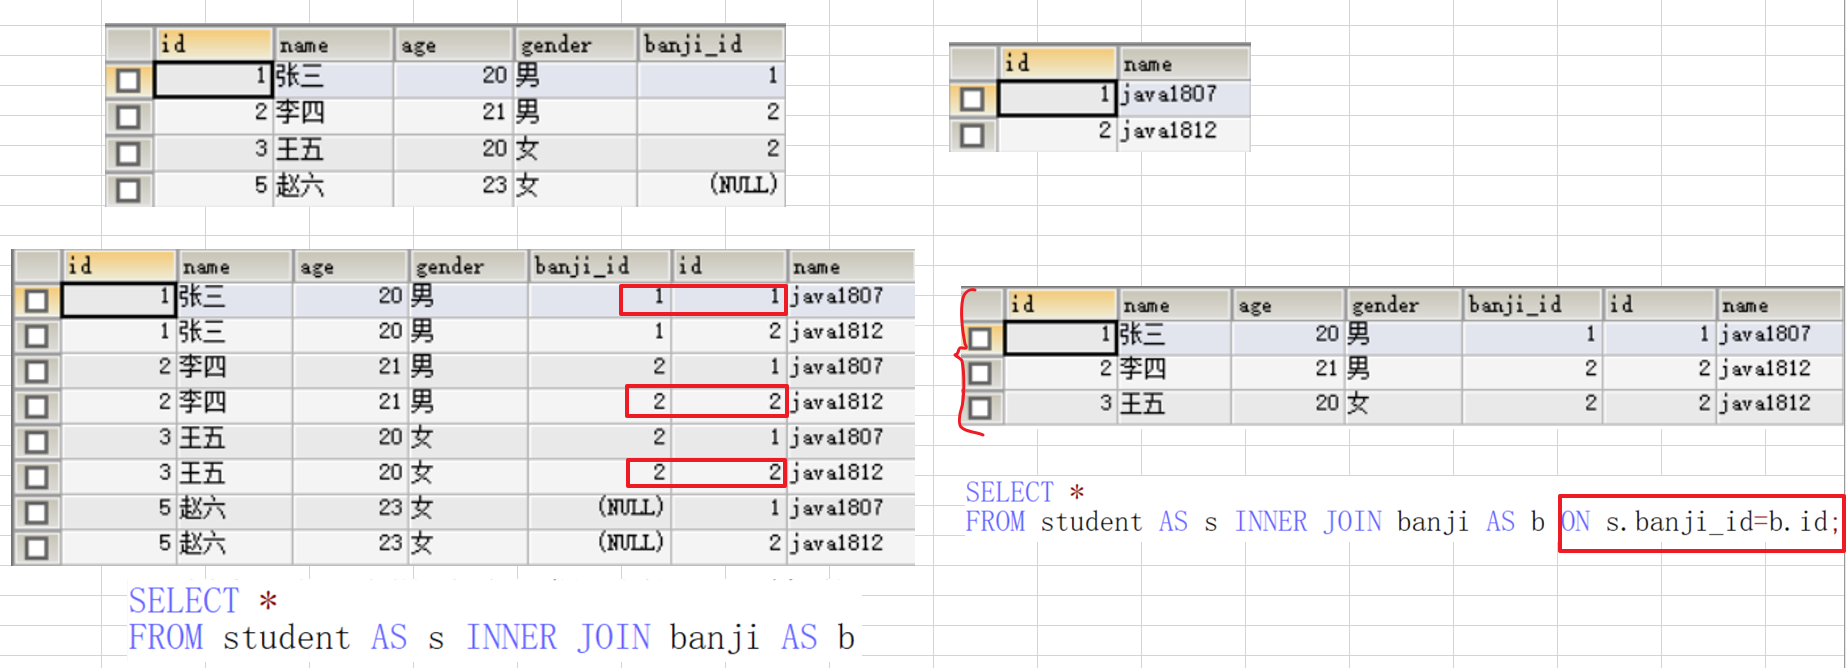 id name age gender banji_id
1 张三 20 男 1
2 李四 21 男 2
3 王五 20 女 2
5 赵六 23 女 (NULL)
id name
1 java1807
2 java1812
id name age gender banji_id id name
1 张三 20 男 1 1 java1807
1 张三 20 男 1 2 java1812
2 李四 21 男 2 1 java1807
2 李四 21 男 2 2 java1812
3 王五 20 女 2 1 java1807
3 王五 20 女 2 2 java1812
5 赵六 23 女 (NULL) 1 java1807
5 赵六 23 女 (NULL) 2 java1812
SELECT *
FROM student AS s INNER JOIN banji AS b
id name age gender banji_id id name
1 张三 20 男 1 1 java1807
2 李四 21 男 2 2 java1812
3 王五 20 女 2 2 java1812
SELECT *
FROM student AS s INNER JOIN banji AS b ON s.banji_id=b.id;